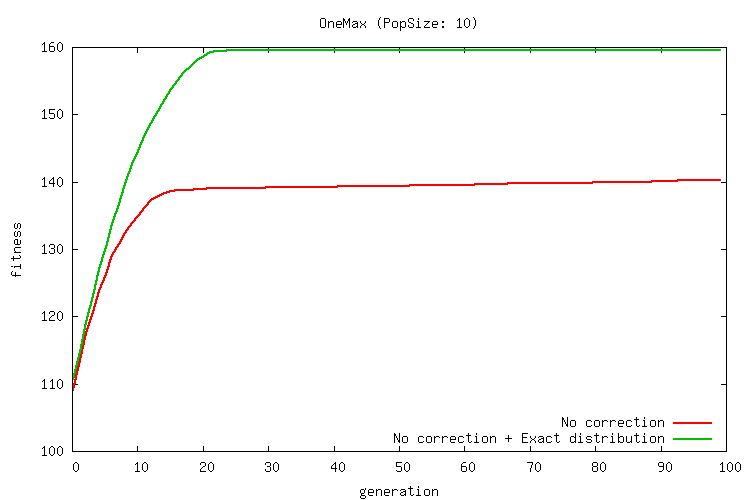 OneMax (PopSize: 10)
160
150
140
130
120
110
100
fitness
No correction
No correction + Exact distribution
0 10 20 30 40 50 60 70 80 90 100
generation